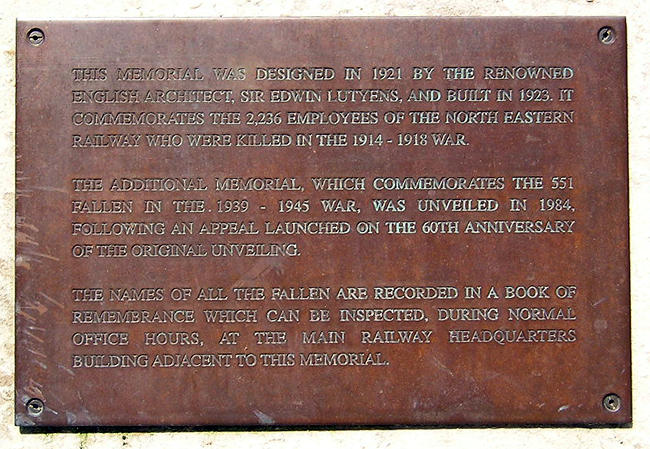 THIS MEMORIAL WAS DESIGNED IN 1921 BY THE RENOWNED
ENGLISH ARCHITECT, SIR EDWIN LUTYENS, AND BUILT IN 1923. IT
COMMEMORATES THE 2,236 EMPLOYEES OF THE NORTH EASTERN
RAILWAY WHO WERE KILLED IN THE 1914 - 1918 WAR.
THE ADDITIONAL MEMORIAL, WHICH COMMEMORATES THE 551
FALLEN IN THE 1939 - 1945 WAR, WAS UNVEILED IN 1984,
FOLLOWING AN APPEAL LAUNCHED ON THE 60TH ANNIVERSARY
OF THE ORIGINAL UNVEILING.
THE NAMES OF ALL THE FALLEN ARE RECORDED IN A BOOK OF
REMEMBRANCE WHICH CAN BE INSPECTED, DURING NORMAL
OFFICE HOURS, AT THE MAIN RAILWAY HEADQUARTERS
BUILDING ADJACENT TO THIS MEMORIAL.